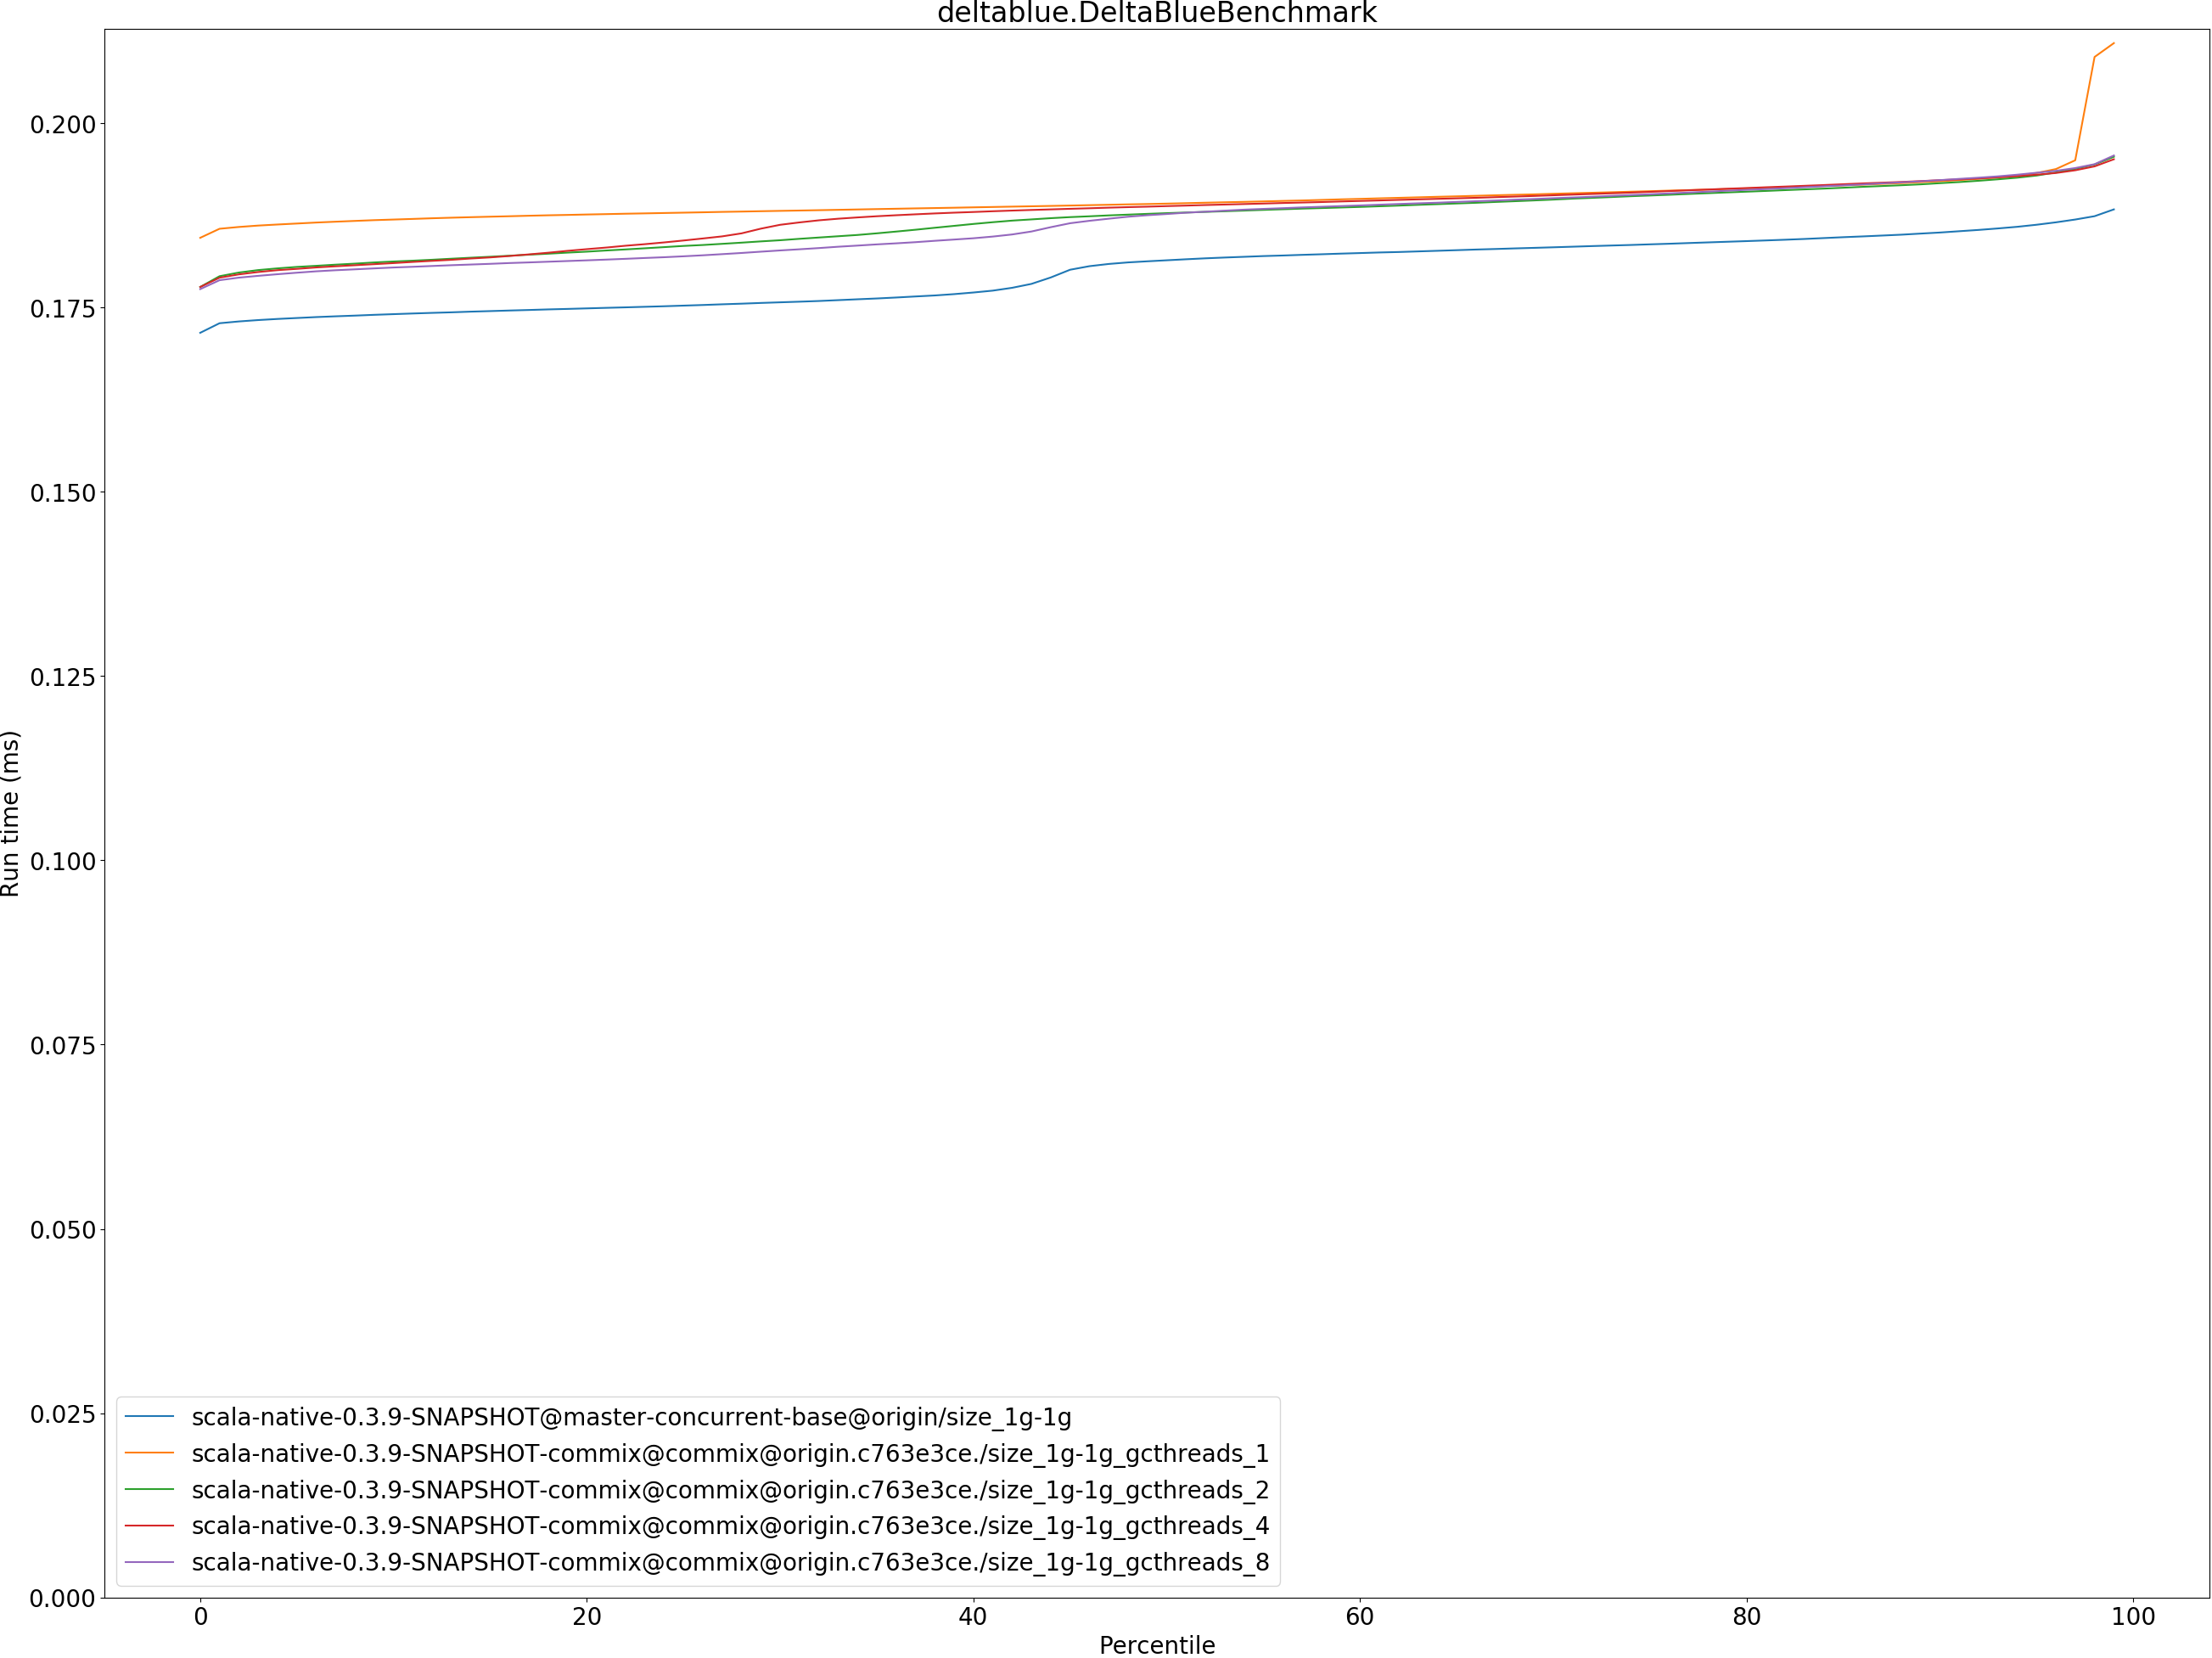 deltablue.DeltaBlueBenchmark
0.200
0.175
0.150
0.125
0.100
0.075
0.050
0.025
0.000
Run time (ms)
scala-native-0.3.9-SNAPSHOT@master-concurrent-base@origin/size_1g-1g
scala-native-0.3.9-SNAPSHOT-commix@commix@origin.c763e3ce./size_1g-1g_gcthreads_1
scala-native-0.3.9-SNAPSHOT-commix@commix@origin.c763e3ce./size_1g-1g_gcthreads_2
scala-native-0.3.9-SNAPSHOT-commix@commix@origin.c763e3ce./size_1g-1g_gcthreads_4
scala-native-0.3.9-SNAPSHOT-commix@commix@origin.c763e3ce./size_1g-1g_gcthreads_8
0 20 40 60 80 100
Percentile